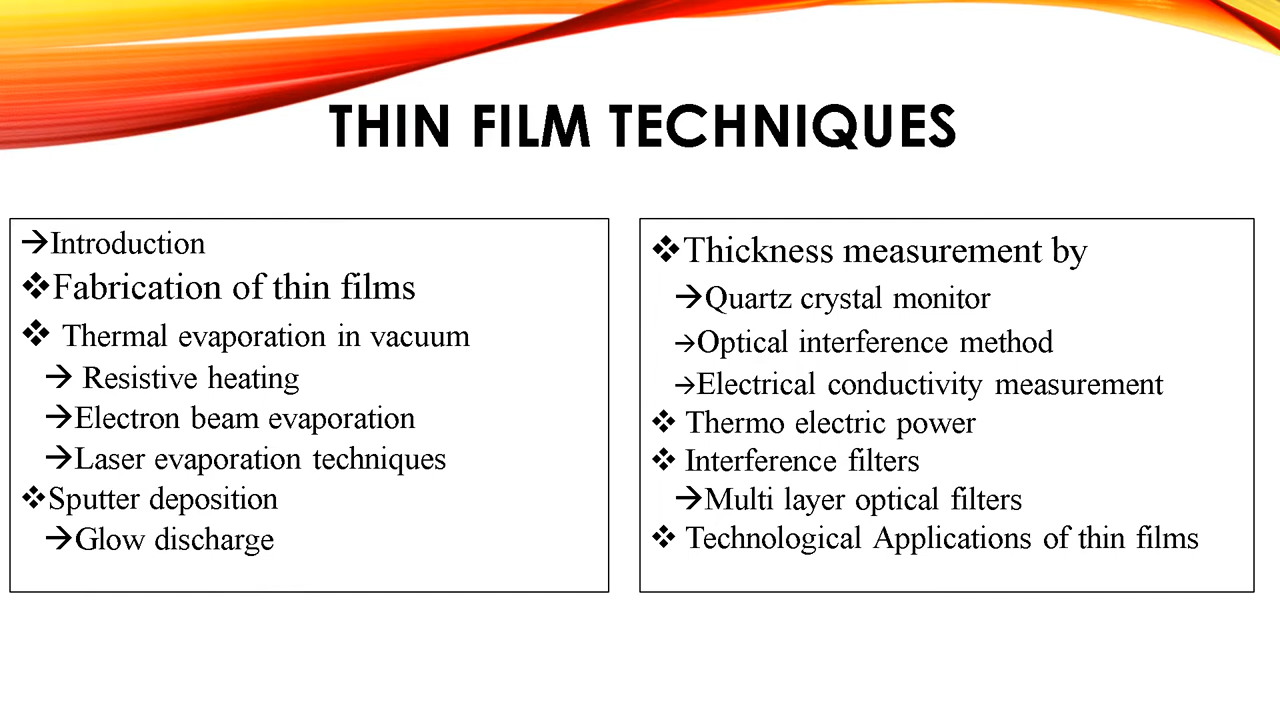 THIN FILM TECHNIQUES
→Introduction
❖Fabrication of thin films
❖ Thermal evaporation in vacuum
→ Resistive heating
→Electron beam evaporation
→Laser evaporation techniques
❖Sputter deposition
→Glow discharge
❖Thickness measurement by
→Quartz crystal monitor
→Optical interference method
→Electrical conductivity measurement
❖ Thermo electric power
❖ Interference filters
→Multi layer optical filters
❖ Technological Applications of thin films